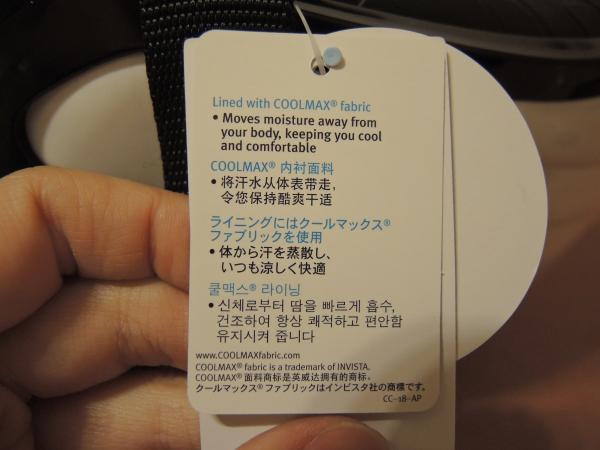 Lined with COOLMAX® fabric
• Moves moisture away from
your body, keeping you cool
and comfortable
COOLMAX® 内衬面料
• 将汗水从体表带走,
令您保持酷爽干适
ライニングにはクールマックス®
ファブリックを使用
• 体から汗を蒸散し、
いつも涼しく快適
쿨맥스® 라이닝
• 신체로부터 땀을 빠르게 흡수,
건조하여 항상 쾌적하고 편안함
유지시켜 줍니다
www.COOLMAXfabric.com
COOLMAX® fabric is a trademark of INVISTA.
COOLMAX® 面料商标是英威达拥有的商标。
クールマックス® ファブリックはインビスタ社の商標です。
CC-18-AP